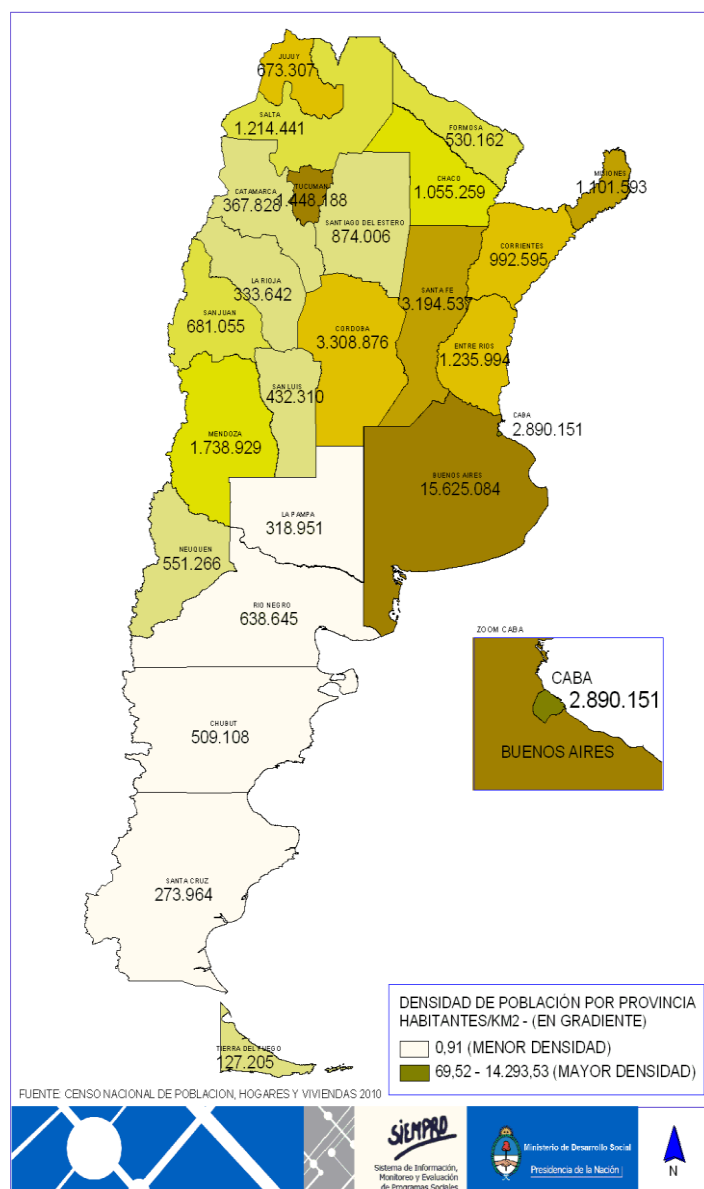 JUJUY
673.307
SALTA
1.214.441
FORMOSA
530.162
MISIONES
1.101.593
CHACO
1.055.259
CATAMARCA
367.828
TUCUMAN
1.448.188
SANTIAGO DEL ESTERO
874.006
CORRIENTES
992.595
LA RIOJA
333.642
SANTA FE
3.194.537
SAN JUAN
681.055
CORDOBA
3.308.876
ENTRE RIOS
1.235.994
SAN LUIS
432.310
CABA
2.890.151
MENDOZA
1.738.929
BUENOS AIRES
15.625.084
LA PAMPA
318.951
NEUQUEN
551.266
RIO NEGRO
638.645
ZOOM CABA
CABA
2.890.151
BUENOS AIRES
CHUBUT
509.108
SANTA CRUZ
273.964
TIERRA DEL FUEGO
127.205
DENSIDAD DE POBLACIÓN POR PROVINCIA
HABITANTES/KM2 - (EN GRADIENTE)
0,91 (MENOR DENSIDAD)
69,52 - 14.293,53 (MAYOR DENSIDAD)
FUENTE: CENSO NACIONAL DE POBLACION, HOGARES Y VIVIENDAS 2010
SIEMPRO
Sistema de Información,
Monitoreo y Evaluación
de Programas Sociales
Ministerio de Desarrollo Social
Presidencia de la Nación
N